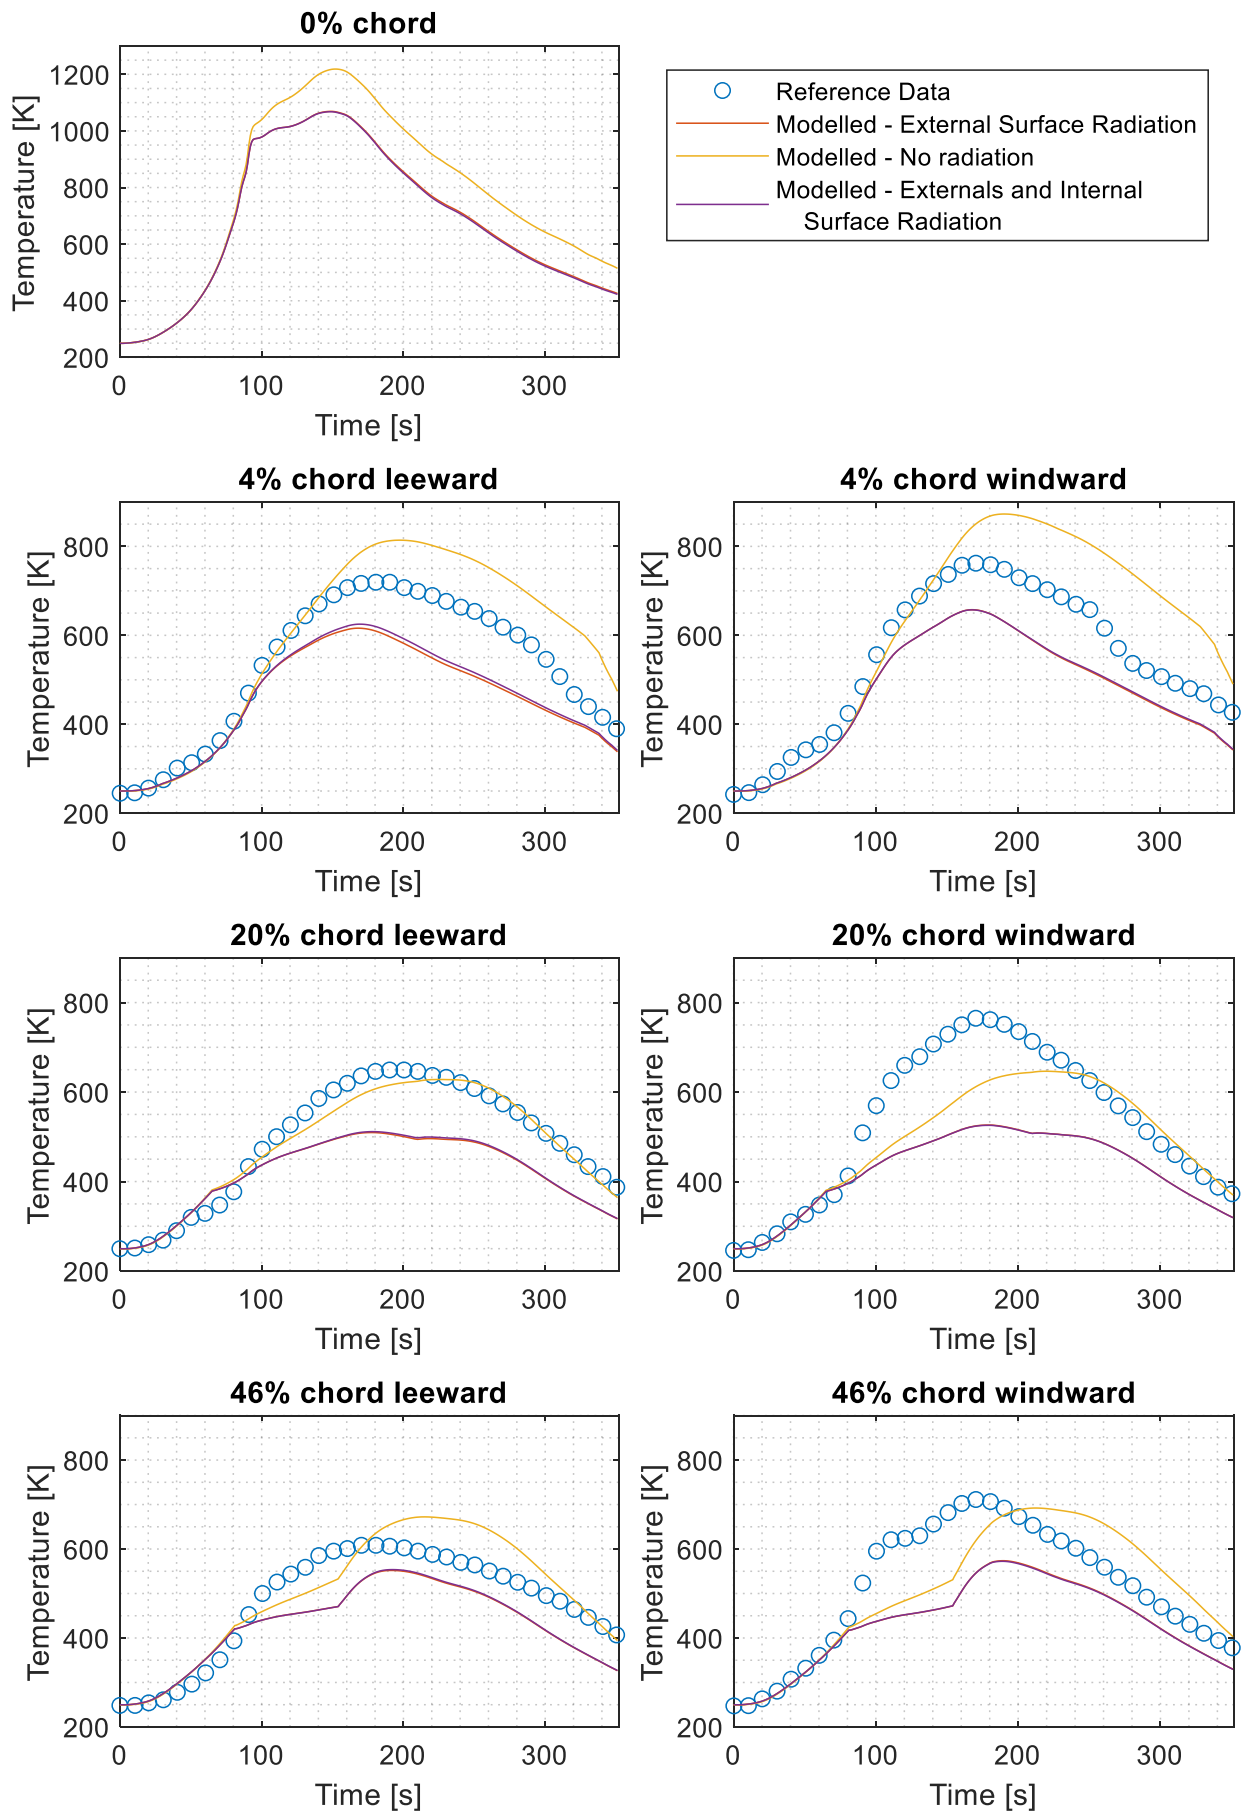 0% chord
1200
1000
800
600
400
200
0 100 200 300
Temperature [K]
Time [s]
Reference Data
Modelled - External Surface Radiation
Modelled - No radiation
Modelled - Externals and Internal
Surface Radiation
4% chord leeward
800
600
400
200
0 100 200 300
Temperature [K]
Time [s]
4% chord windward
800
600
400
200
0 100 200 300
Temperature [K]
Time [s]
20% chord leeward
800
600
400
200
0 100 200 300
Temperature [K]
Time [s]
20% chord windward
800
600
400
200
0 100 200 300
Temperature [K]
Time [s]
46% chord leeward
800
600
400
200
0 100 200 300
Temperature [K]
Time [s]
46% chord windward
800
600
400
200
0 100 200 300
Temperature [K]
Time [s]